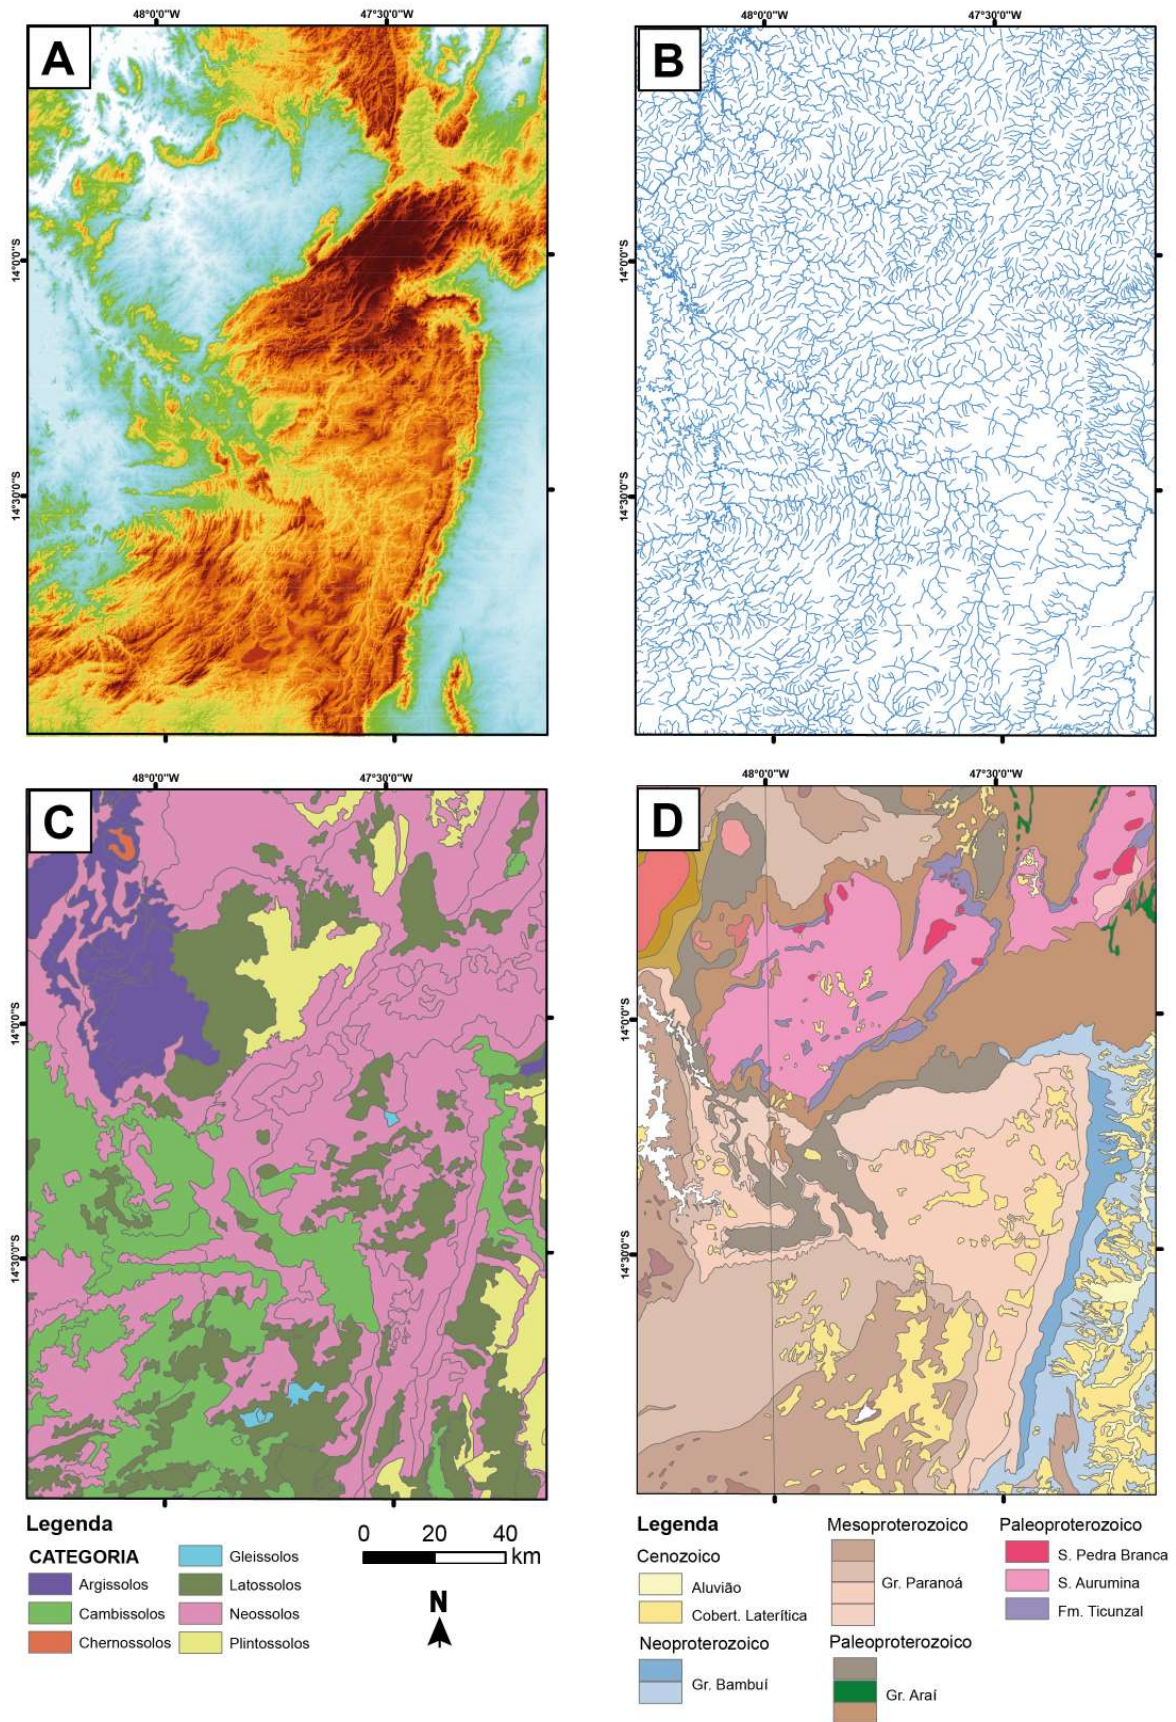 48°0'0"W
47°30'0"W
48°0'0"W
47°30'0"W
A
B
14°0'0"S
14°30'0"S
14°0'0"S
14°30'0"S
48°0'0"W
47°30'0"W
48°0'0"W
47°30'0"W
C
D
14°0'0"S
14°30'0"S
14°0'0"S
14°30'0"S
Legenda
CATEGORIA
Argissolos
Cambissolos
Chernossolos
Gleissolos
Latossolos
Neossolos
Plintossolos
0 20 40
km
N
Legenda
Cenozoico
Aluvião
Cobert. Laterítica
Neoproterozoico
Gr. Bambuí
Mesoproterozoico
Gr. Paranoá
Paleoproterozoico
Gr. Araí
Paleoproterozoico
S. Pedra Branca
S. Aurumina
Fm. Ticunzal